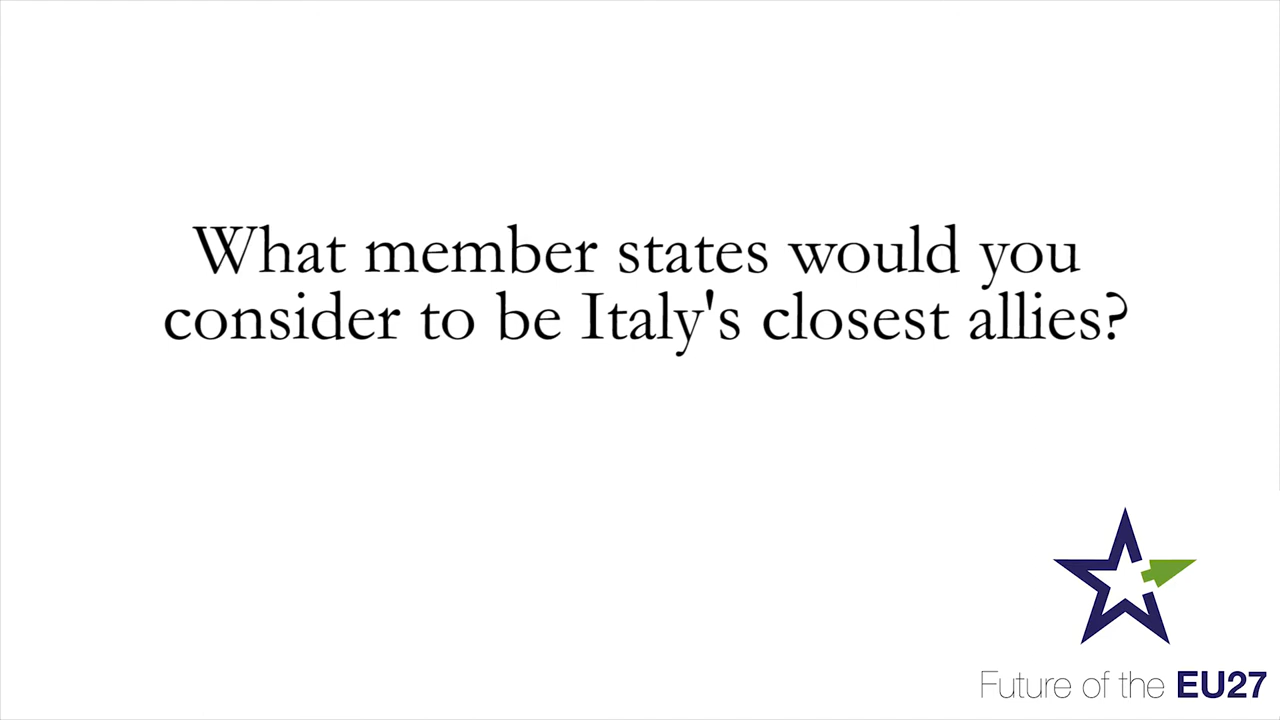 What member states would you
consider to be Italy's closest allies?
Future of the EU27